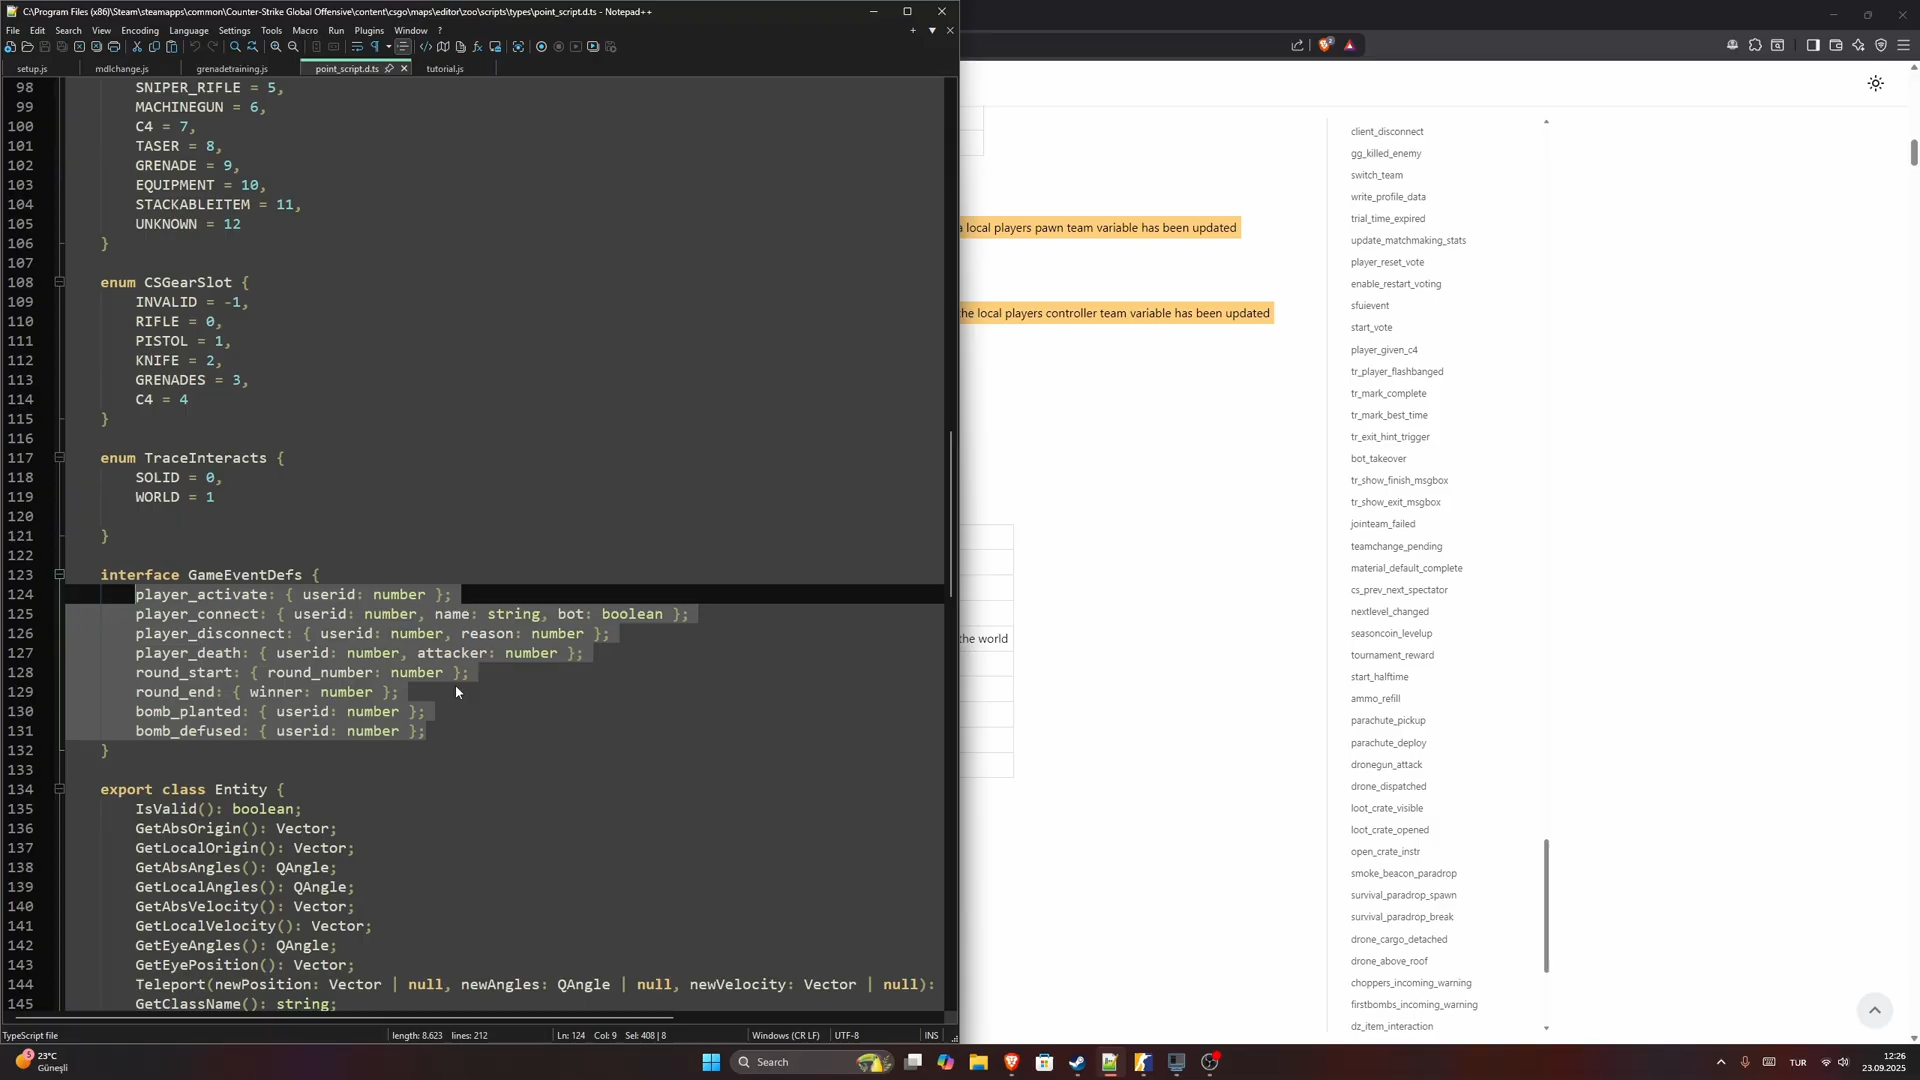 C:\Program Files (x86)\Steam\steamapps\common\Counter-Strike Global Offensive\content\csgo\maps\editor\zoo\scripts\types\point_script.d.ts - Notepad++
File Edit Search View Encoding Language Settings Tools Macro Run Plugins Window ?
setup.js mdlchange.js grenadetraining.js point_script.d.ts tutorial.js
98 SNIPER_RIFLE = 5,
99 MACHINEGUN = 6,
100 C4 = 7,
101 TASER = 8,
102 GRENADE = 9,
103 EQUIPMENT = 10,
104 STACKABLEITEM = 11,
105 UNKNOWN = 12
106 }
107
108 enum CSGearSlot {
109 INVALID = -1,
110 RIFLE = 0,
111 PISTOL = 1,
112 KNIFE = 2,
113 GRENADES = 3,
114 C4 = 4
115 }
116
117 enum TraceInteracts {
118 SOLID = 0,
119 WORLD = 1
120
121 }
122
123 interface GameEventDefs {
124 player_activate: { userid: number };
125 player_connect: { userid: number, name: string, bot: boolean };
126 player_disconnect: { userid: number, reason: number };
127 player_death: { userid: number, attacker: number };
128 round_start: { round_number: number };
129 round_end: { winner: number };
130 bomb_planted: { userid: number };
131 bomb_defused: { userid: number };
132 }
133
134 export class Entity {
135 IsValid(): boolean;
136 GetAbsOrigin(): Vector;
137 GetLocalOrigin(): Vector;
138 GetAbsAngles(): QAngle;
139 GetLocalAngles(): QAngle;
140 GetAbsVelocity(): Vector;
141 GetLocalVelocity(): Vector;
142 GetEyeAngles(): QAngle;
143 GetEyePosition(): Vector;
144 Teleport(newPosition: Vector | null, newAngles: QAngle | null, newVelocity: Vector | null):
145 GetClassName(): string;
TypeScript file length: 8.623 lines: 212 Ln: 124 Col: 9 Sel: 408 | 8 Windows (CR LF) UTF-8 INS
a local players pawn team variable has been updated
the local players controller team variable has been updated
the world
client_disconnect
gg_killed_enemy
switch_team
write_profile_data
trial_time_expired
update_matchmaking_stats
player_reset_vote
enable_restart_voting
sfuievent
start_vote
player_given_c4
tr_player_flashbanged
tr_mark_complete
tr_mark_best_time
tr_exit_hint_trigger
bot_takeover
tr_show_finish_msgbox
tr_show_exit_msgbox
jointeam_failed
teamchange_pending
material_default_complete
cs_prev_next_spectator
nextlevel_changed
seasoncoin_levelup
tournament_reward
start_halftime
ammo_refill
parachute_pickup
parachute_deploy
dronegun_attack
drone_dispatched
loot_crate_visible
loot_crate_opened
open_crate_instr
smoke_beacon_paradrop
survival_paradrop_spawn
survival_paradrop_break
drone_cargo_detached
drone_above_roof
choppers_incoming_warning
firstbombs_incoming_warning
dz_item_interaction
23°C
Güneşli
Search
TUR
12:26
23.09.2025